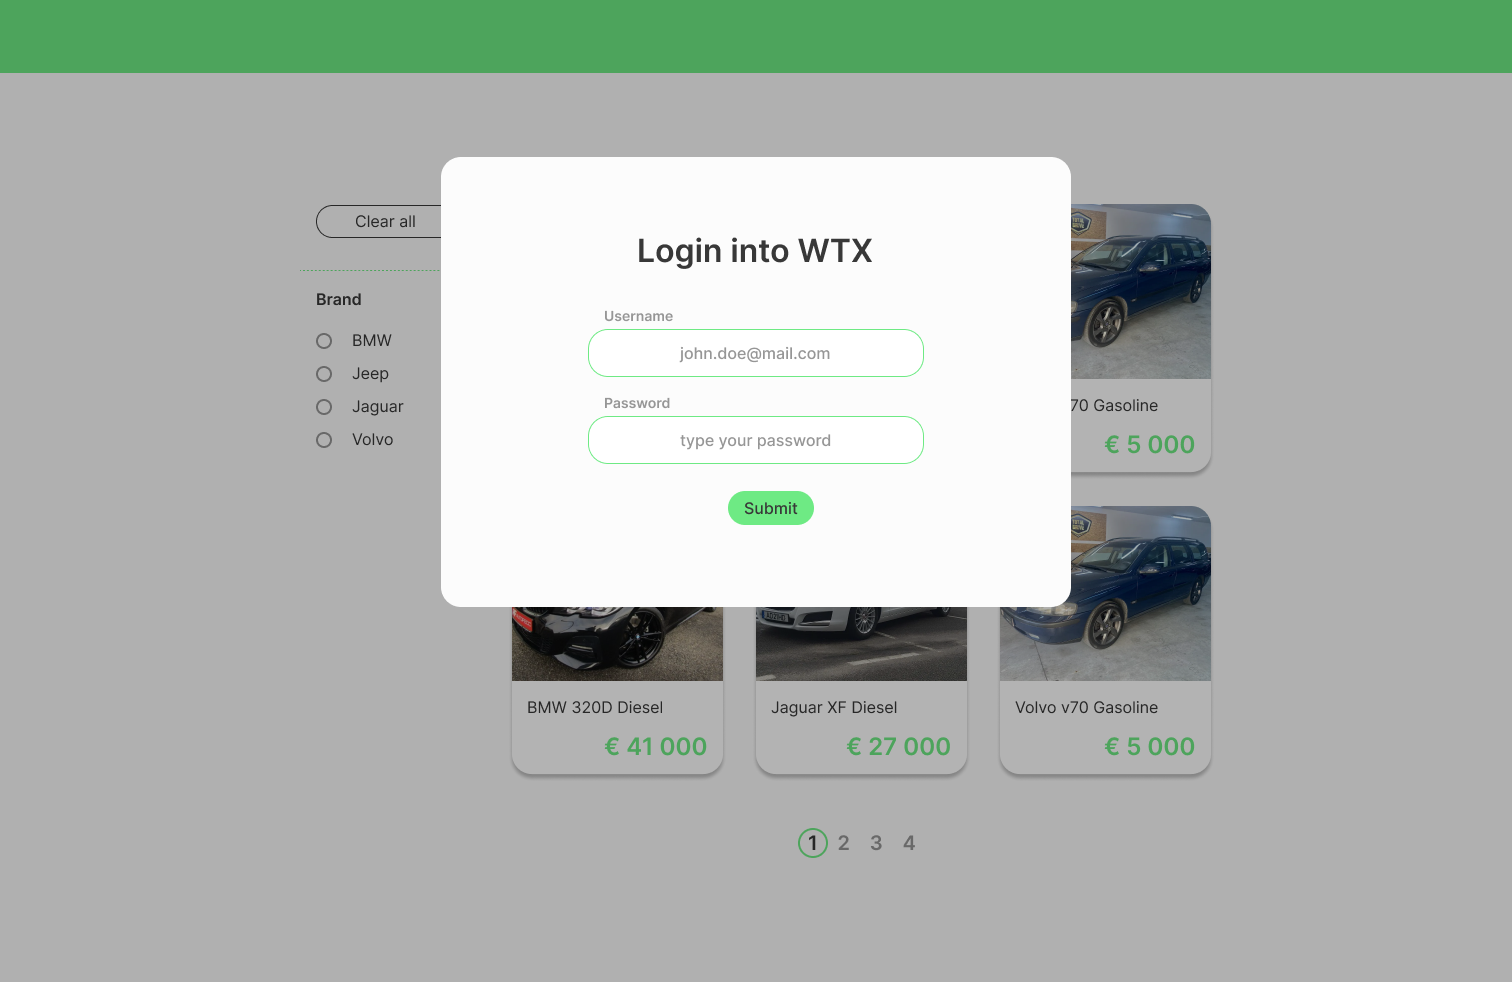 Login into WTX
Username
john.doe@mail.com
Password
type your password
Submit
Clear all
Brand
BMW
Jeep
Jaguar
Volvo
70 Gasoline
€ 5 000
BMW 320D Diesel
€ 41 000
Jaguar XF Diesel
€ 27 000
Volvo v70 Gasoline
€ 5 000
1 2 3 4